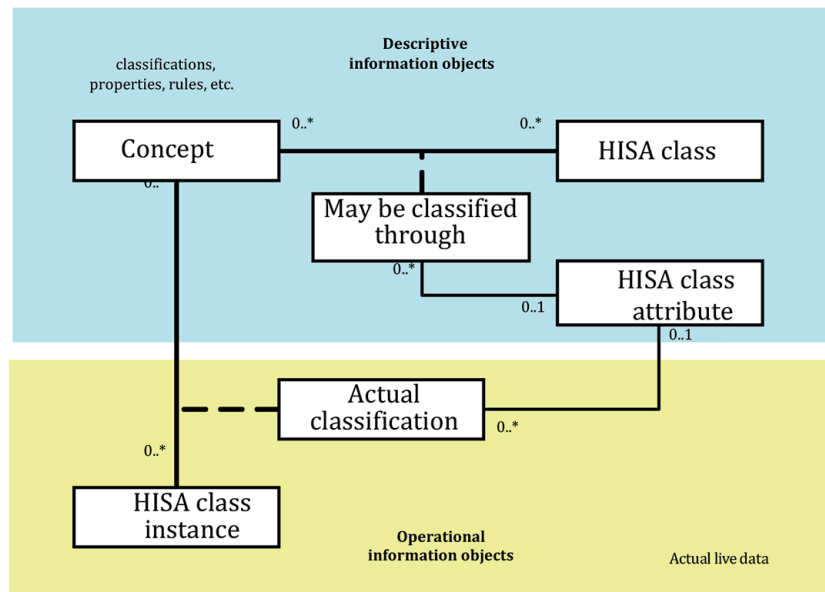 Descriptive
information objects
classifications,
properties, rules, etc.
0..*
0..*
Concept
HISA class
0..
May be classified
through
0..*
HISA class
attribute
0..1
0..1
Actual
classification
0..*
0..*
HISA class
instance
Operational
information objects
Actual live data